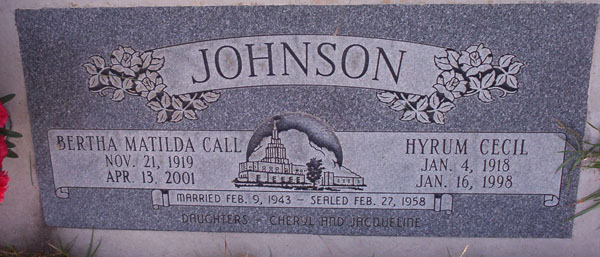 JOHNSON
BERTHA MATILDA CALL
NOV. 21, 1919
APR 13, 2001
HYRUM CECIL
JAN. 4, 1918
JAN. 16, 1998
MARRIED FEB. 9, 1943 - SEALED FEB. 27, 1958
DAUGHTERS - CHERYL AND JACQUELINE